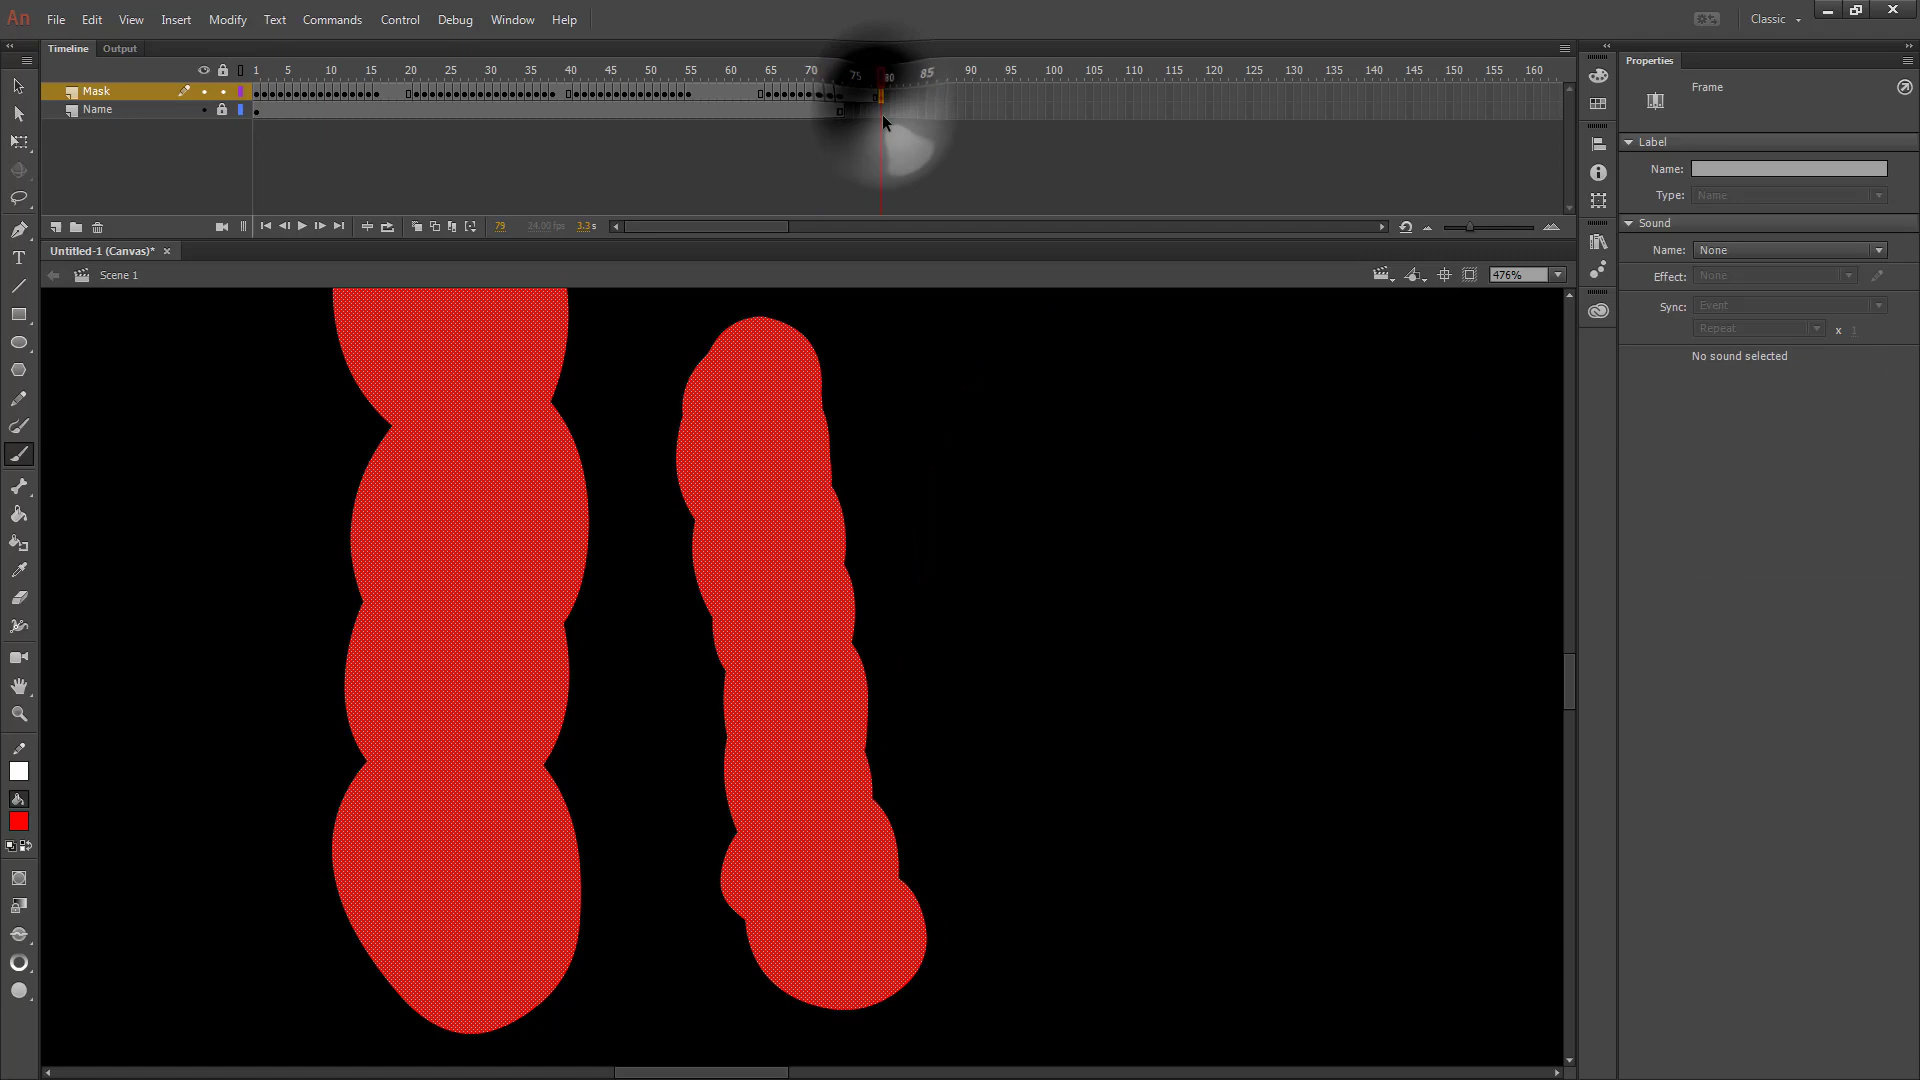 An File Edit View Insert Modify Text Commands Control Debug Window Help Classic
Timeline Output
1 5 10 15 20 25 30 35 40 45 50 55 60 65 70 75 80 85 90 95 100 105 110 115 120 125 130 135 140 145 150 155 160
Mask
Name
79 24.00 fps 3.3 s
Untitled-1 (Canvas)*
Scene 1
476%
Properties
Frame
Label
Name:
Type: Name
Sound
Name: None
Effect: None
Sync: Event
Repeat x 1
No sound selected